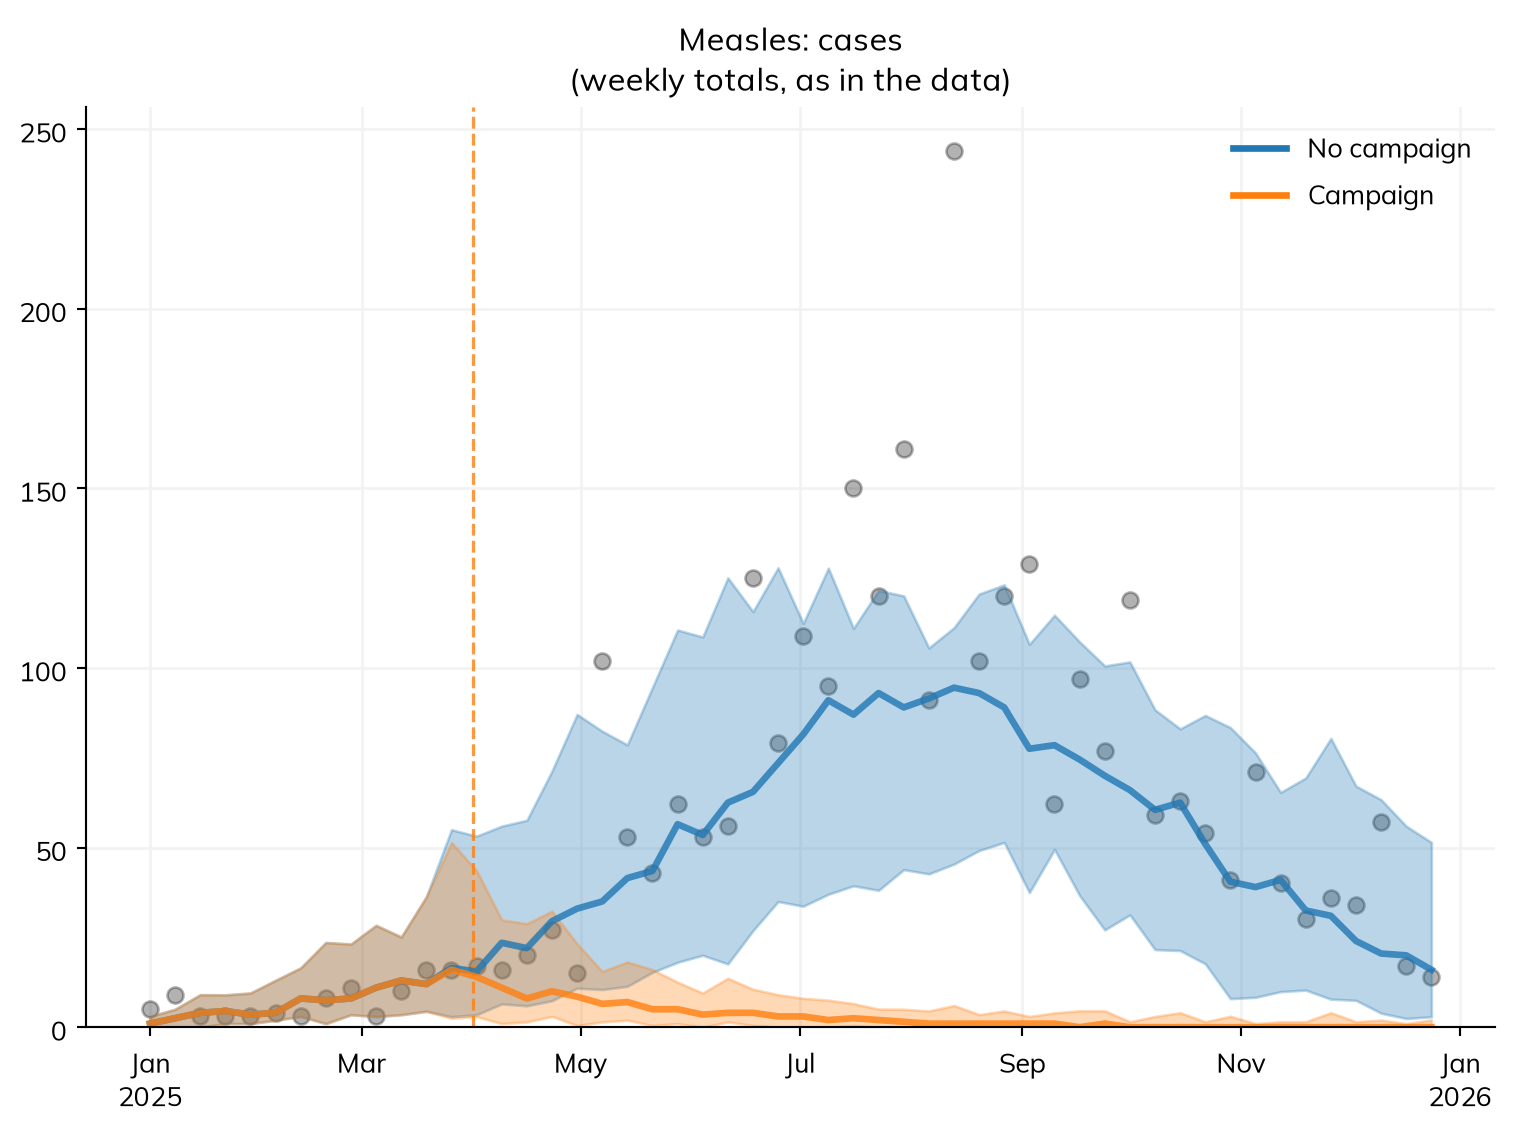 Measles: cases
(weekly totals, as in the data)
No campaign
Campaign
250
200
150
100
50
0
Jan
2025
Mar
May
Jul
Sep
Nov
Jan
2026